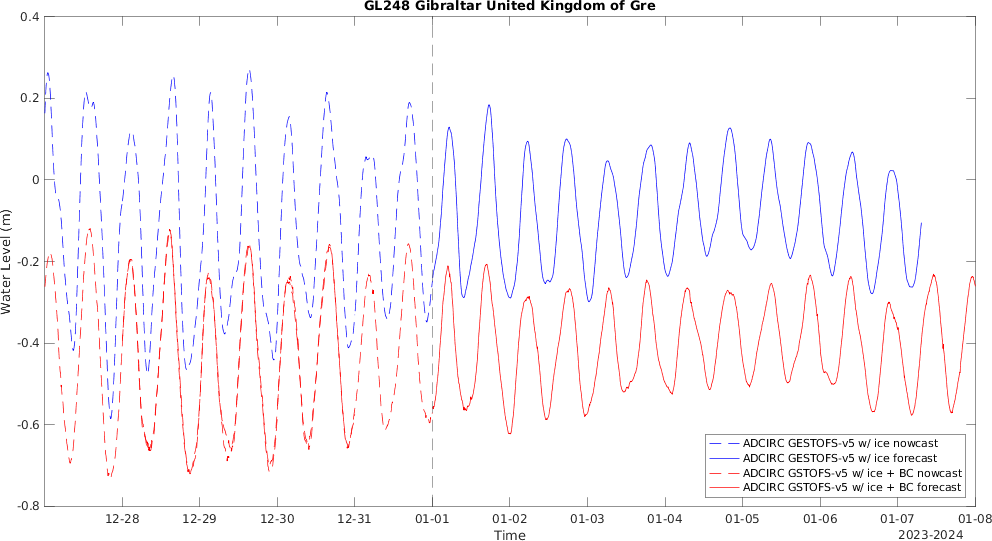 GL248 Gibraltar United Kingdom of Gre
0.4
0.2
0
-0.2
-0.4
-0.6
-0.8
Water Level (m)
ADCIRC GESTOFS-v5 w/ ice nowcast
ADCIRC GESTOFS-v5 w/ ice forecast
ADCIRC GSTOFS-v5 w/ ice + BC nowcast
ADCIRC GSTOFS-v5 w/ ice + BC forecast
12-28 12-29 12-30 12-31 01-01 01-02 01-03 01-04 01-05 01-06 01-07 01-08
Time
2023-2024